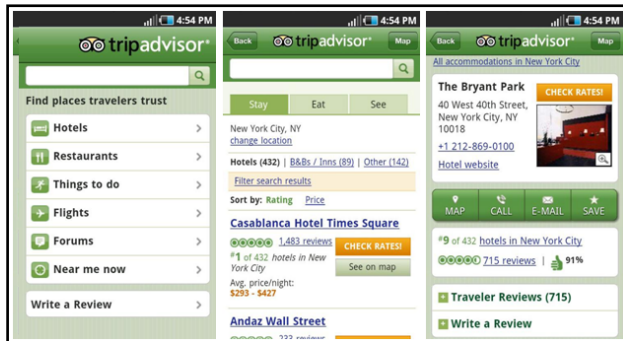 4:54 PM
tripadvisor
Find places travelers trust
Hotels
Restaurants
Things to do
Flights
Forums
Near me now
Write a Review
4:54 PM
Back
tripadvisor
Map
Stay
Eat
See
New York City, NY
change location
Hotels (432) | B&Bs / Inns (89) | Other (142)
Filter search results
Sort by: Rating Price
Casablanca Hotel Times Square
1,483 reviews
CHECK RATES!
#1 of 432 hotels in New
York City
See on map
Avg. price/night:
$293 - $427
Andaz Wall Street
233 reviews
4:54 PM
Back
tripadvisor
Map
All accommodations in New York City
The Bryant Park
CHECK RATES!
40 West 40th Street,
New York City, NY
10018
+1 212-869-0100
Hotel website
MAP
CALL
E-MAIL
SAVE
#9 of 432 hotels in New York City
715 reviews | 91%
Traveler Reviews (715)
Write a Review